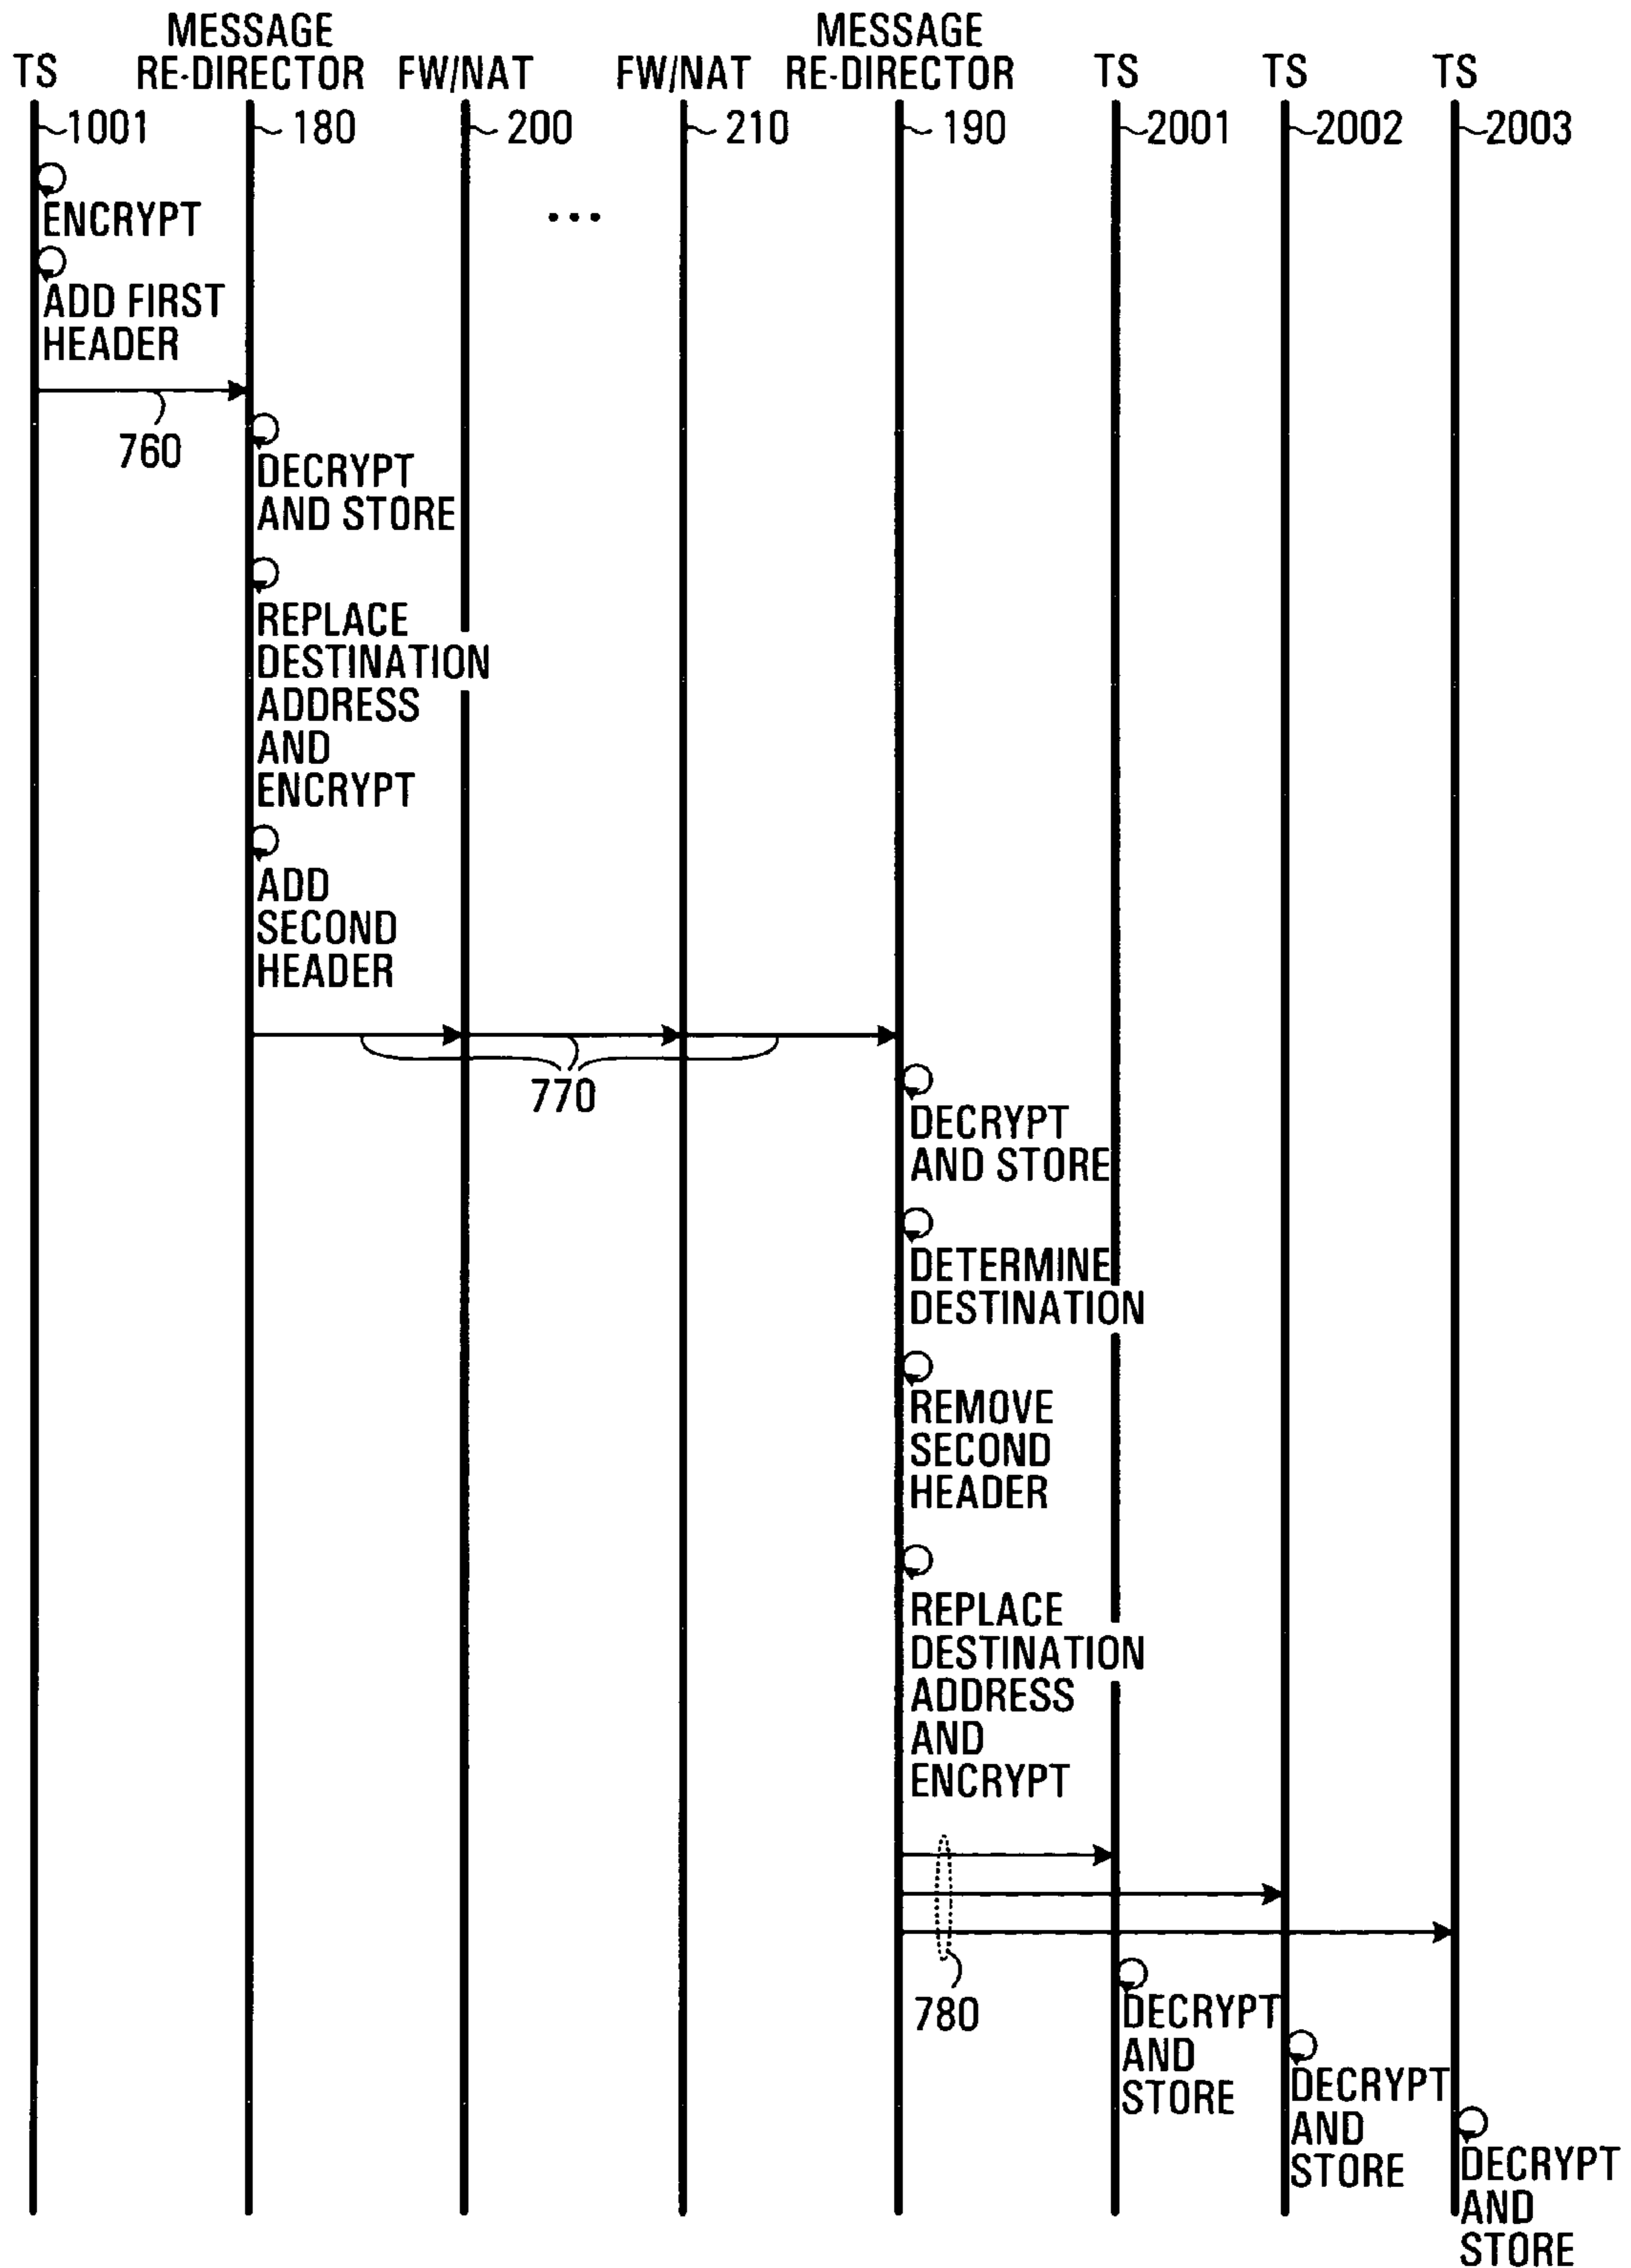 MESSAGE
MESSAGE
TS
RE-DIRECTOR
FW/NAT
FW/NAT
RE-DIRECTOR
TS
TS
TS
1001
180
200
210
190
2001
2002
2003
ENCRYPT
...
ADD FIRST
HEADER
760
DECRYPT
AND STORE
REPLACE
DESTINATION
ADDRESS
AND
ENCRYPT
ADD
SECOND
HEADER
770
DECRYPT
AND STORE
DETERMINE
DESTINATION
REMOVE
SECOND
HEADER
REPLACE
DESTINATION
ADDRESS
AND
ENCRYPT
780
DECRYPT
AND
STORE
DECRYPT
AND
STORE
DECRYPT
AND
STORE